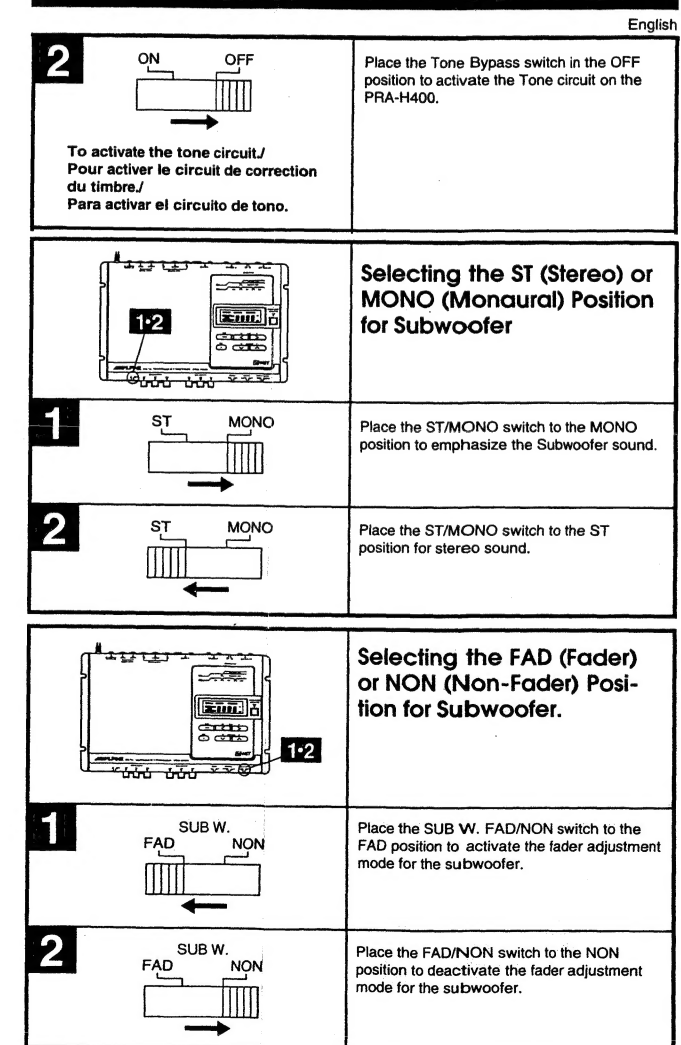 English
2
ON OFF
To activate the tone circuit./
Pour activer le circuit de correction
du timbre./
Para activar el circuito de tono.
Place the Tone Bypass switch in the OFF
position to activate the Tone circuit on the
PRA-H400.
1•2
ALPINE
Selecting the ST (Stereo) or
MONO (Monaural) Position
for Subwoofer
1
ST MONO
Place the ST/MONO switch to the MONO
position to emphasize the Subwoofer sound.
2
ST MONO
Place the ST/MONO switch to the ST
position for stereo sound.
1•2
ALPINE
Selecting the FAD (Fader)
or NON (Non-Fader) Posi-
tion for Subwoofer.
1
SUB W.
FAD NON
Place the SUB W. FAD/NON switch to the
FAD position to activate the fader adjustment
mode for the subwoofer.
2
SUB W.
FAD NON
Place the FAD/NON switch to the NON
position to deactivate the fader adjustment
mode for the subwoofer.